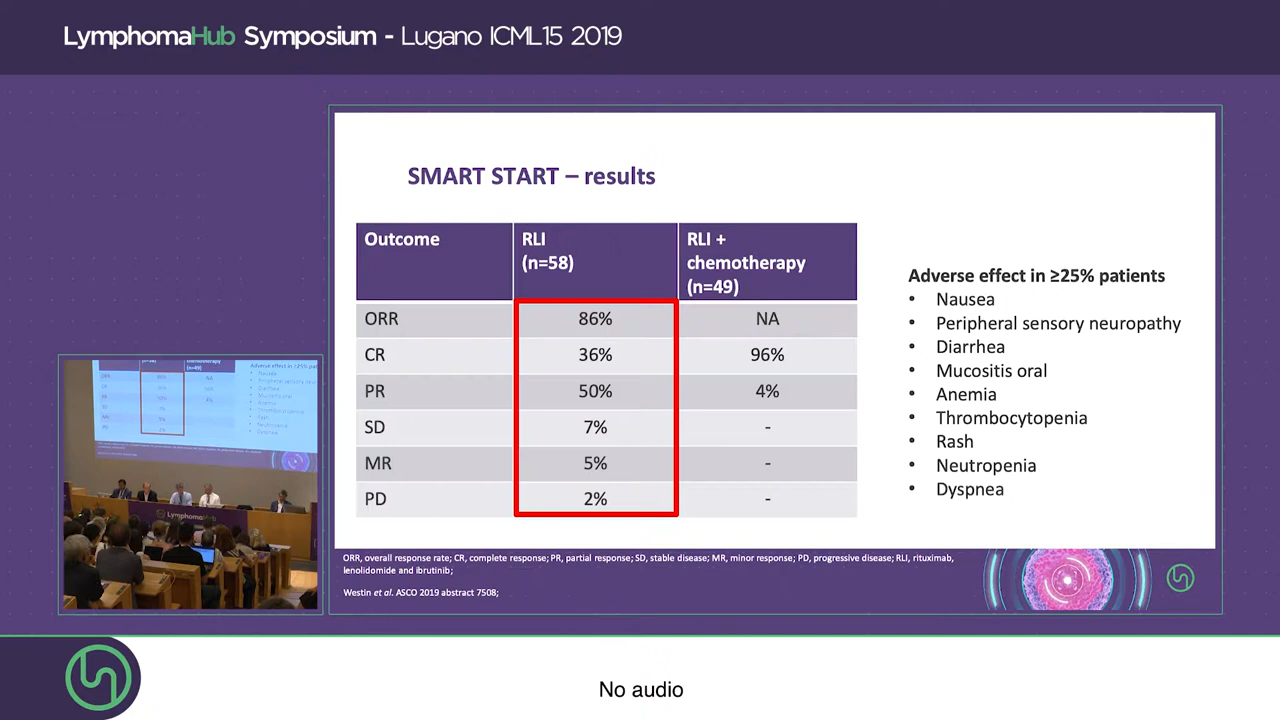 LymphomaHub Symposium - Lugano ICML15 2019
SMART START – results
Outcome RLI (n=58) RLI + chemotherapy (n=49)
ORR 86% NA
CR 36% 96%
PR 50% 4%
SD 7% -
MR 5% -
PD 2% -
Adverse effect in ≥25% patients
• Nausea
• Peripheral sensory neuropathy
• Diarrhea
• Mucositis oral
• Anemia
• Thrombocytopenia
• Rash
• Neutropenia
• Dyspnea
ORR, overall response rate; CR, complete response; PR, partial response; SD, stable disease; MR, minor response; PD, progressive disease; RLI, rituximab,
lenolidomide and ibrutinib;
Westin et al. ASCO 2019 abstract 7508;
LymphomaHub
No audio